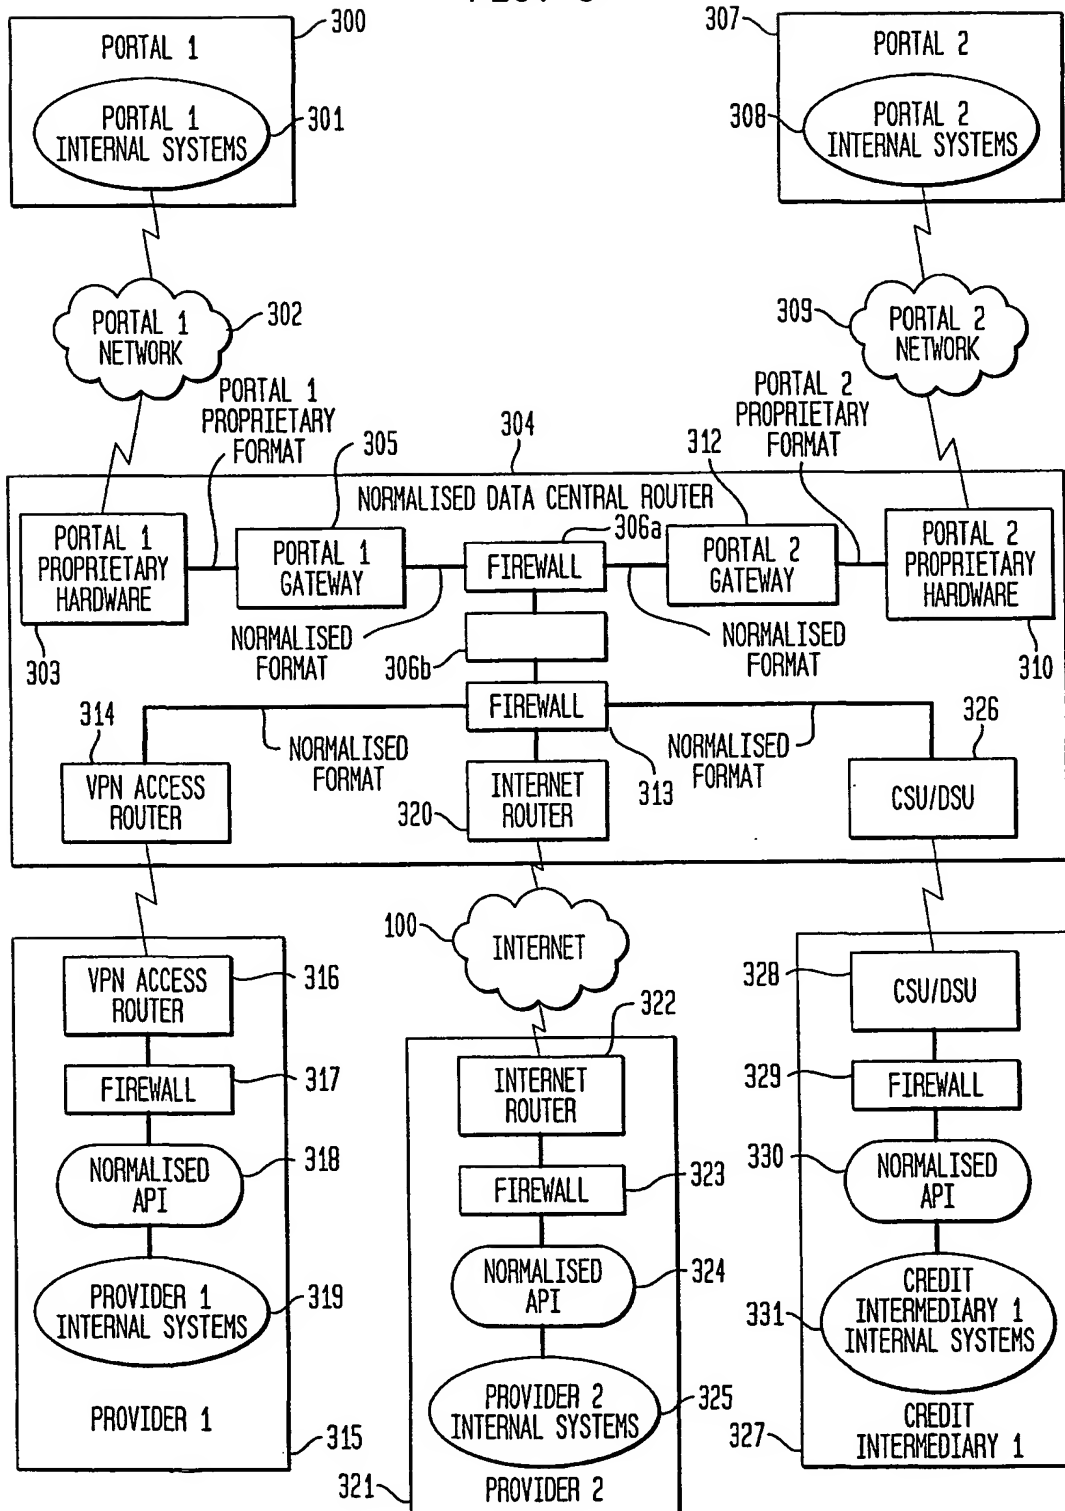 300
PORTAL 1
PORTAL 1
INTERNAL SYSTEMS
301
307
PORTAL 2
308
PORTAL 2
INTERNAL SYSTEMS
PORTAL 1
NETWORK
302
309
PORTAL 2
NETWORK
PORTAL 1
PROPRIETARY
FORMAT
305
304
312
PORTAL 2
PROPRIETARY
FORMAT
NORMALISED DATA CENTRAL ROUTER
306a
PORTAL 1
PROPRIETARY
HARDWARE
303
PORTAL 1
GATEWAY
FIREWALL
PORTAL 2
GATEWAY
PORTAL 2
PROPRIETARY
HARDWARE
310
NORMALISED
FORMAT
306b
NORMALISED
FORMAT
314
FIREWALL
313
326
NORMALISED
FORMAT
NORMALISED
FORMAT
VPN ACCESS
ROUTER
320
INTERNET
ROUTER
CSU/DSU
100
INTERNET
VPN ACCESS
ROUTER
316
FIREWALL
317
NORMALISED
API
318
PROVIDER 1
INTERNAL SYSTEMS
319
PROVIDER 1
315
322
INTERNET
ROUTER
FIREWALL
323
NORMALISED
API
324
PROVIDER 2
INTERNAL SYSTEMS
325
321
PROVIDER 2
328
CSU/DSU
329
FIREWALL
330
NORMALISED
API
331
CREDIT
INTERMEDIARY 1
INTERNAL SYSTEMS
327
CREDIT
INTERMEDIARY 1